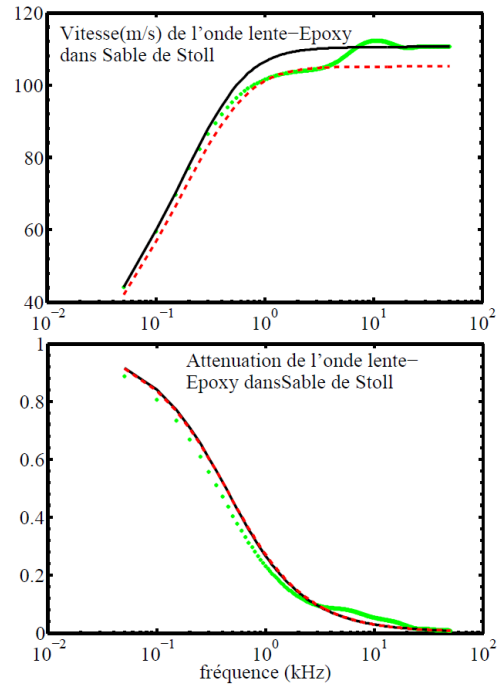 120
100
80
60
40
Vitesse(m/s) de l'onde lente−Epoxy
dans Sable de Stoll
10−2 10−1 100 101 102
1
0.8
0.6
0.4
0.2
0
Attenuation de l'onde lente−
Epoxy dansSable de Stoll
10−2 10−1 100 101 102
fréquence (kHz)